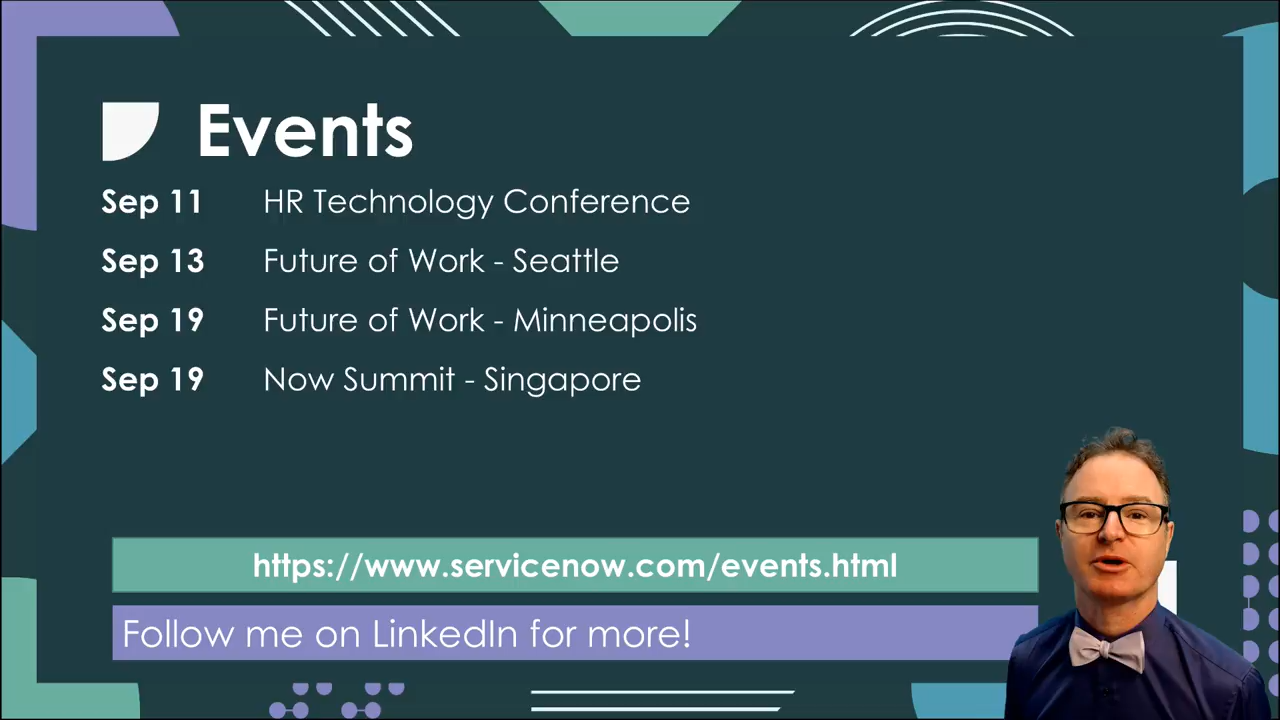 Events
Sep 11 HR Technology Conference
Sep 13 Future of Work - Seattle
Sep 19 Future of Work - Minneapolis
Sep 19 Now Summit - Singapore
https://www.servicenow.com/events.html
Follow me on LinkedIn for more!